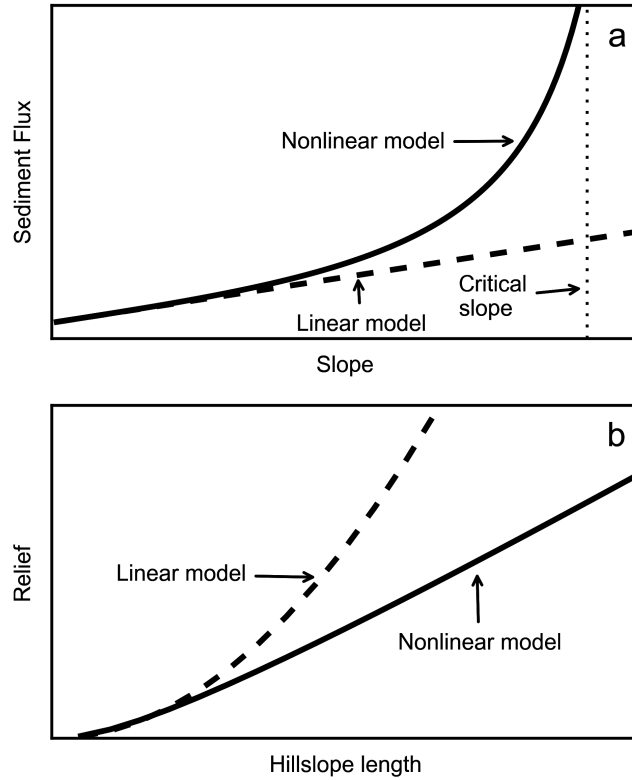 a
Sediment Flux
Nonlinear model
Critical
slope
Linear model
Slope
b
Relief
Linear model
Nonlinear model
Hillslope length